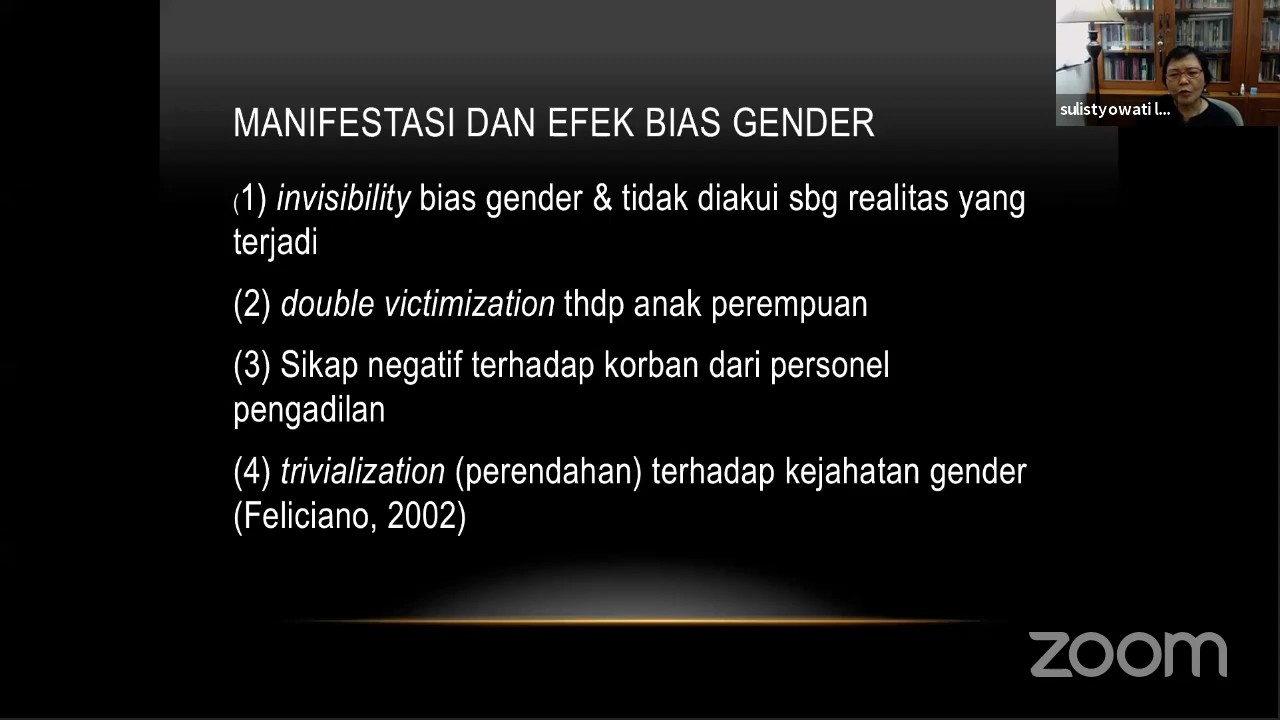 MANIFESTASI DAN EFEK BIAS GENDER
(1) invisibility bias gender & tidak diakui sbg realitas yang
terjadi
(2) double victimization thdp anak perempuan
(3) Sikap negatif terhadap korban dari personel
pengadilan
(4) trivialization (perendahan) terhadap kejahatan gender
(Feliciano, 2002)
sulistyowati l...
zoom